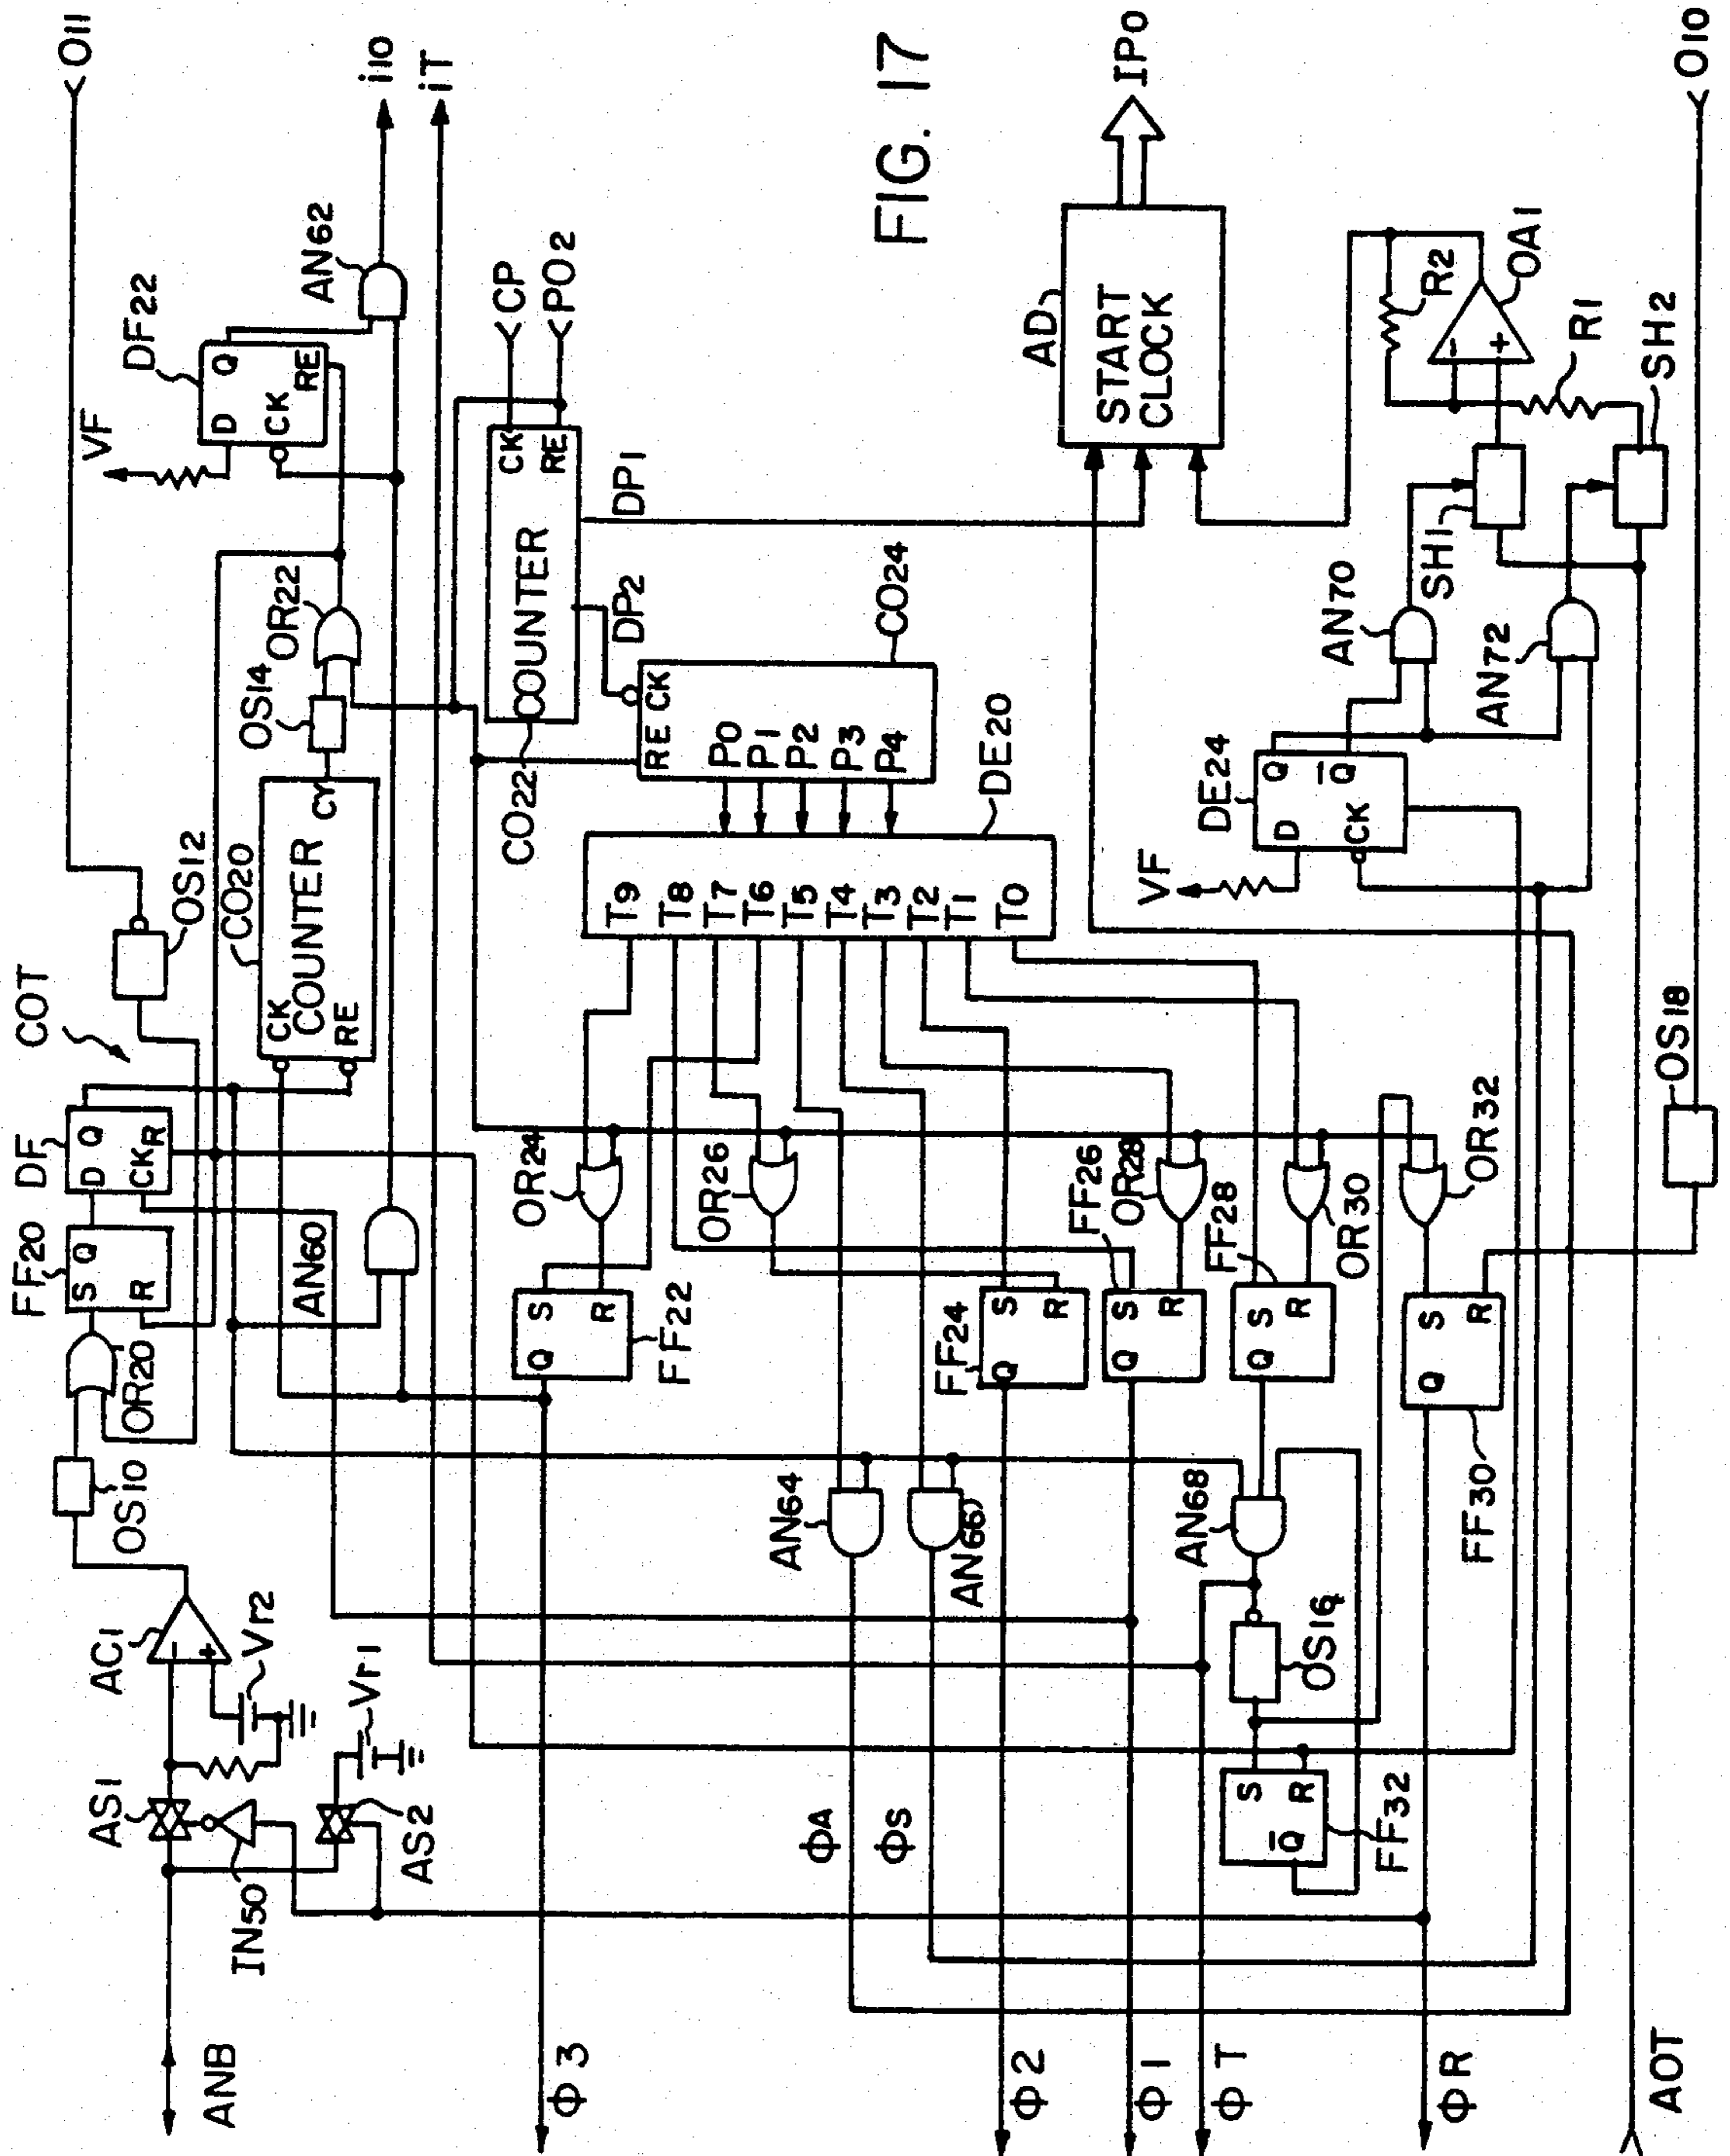 O11
i10
iT
FIG. 17
IPO
O10
AN62
DF22
Q
D
CK
RE
VF
CP
PO2
CK
RE
COUNTER
DP1
DP2
CO22
OR22
OS14
CO20
CK
COUNTER
RE
CY
OS12
COT
DF
D
Q
CK
R
FF20
S
Q
R
OR20
AN60
OS10
AC1
-
+
Vr2
Vr1
AS1
AS2
IN50
ANB
CO24
RE
CK
P0
P1
P2
P3
P4
DE20
T9
T8
T7
T6
T5
T4
T3
T2
T1
T0
AD
START
CLOCK
R2
OA1
-
+
R1
SH2
SH1
AN70
AN72
DE24
D
Q
Q̅
CK
VF
OS18
OR24
OR26
FF26
OR28
FF28
OR30
OR32
Q
S
R
FF22
FF24
Q
S
R
Q
S
R
Q
S
R
Q
S
R
FF30
AN64
AN66
AN68
OS16
S
R
Q̅
FF32
ΦA
ΦS
Φ3
Φ2
Φ1
ΦT
ΦR
AOT